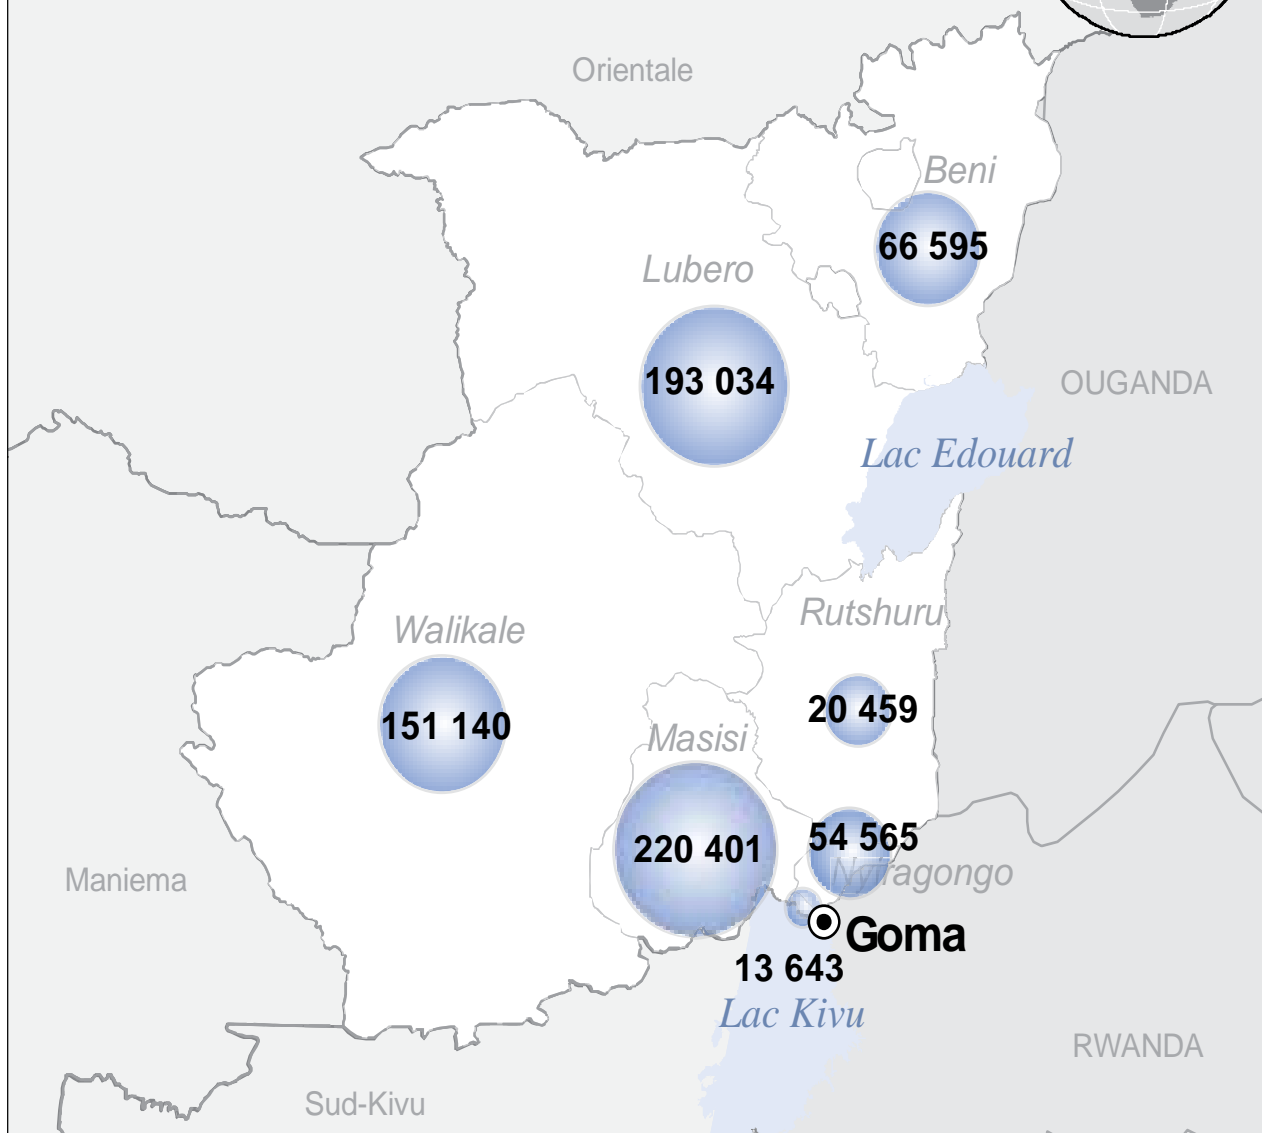 Orientale
Beni
66 595
Lubero
193 034
OUGANDA
Lac Edouard
Rutshuru
Walikale
20 459
151 140
Masisi
54 565
220 401
Nyiragongo
Maniema
Goma
13 643
Lac Kivu
RWANDA
Sud-Kivu